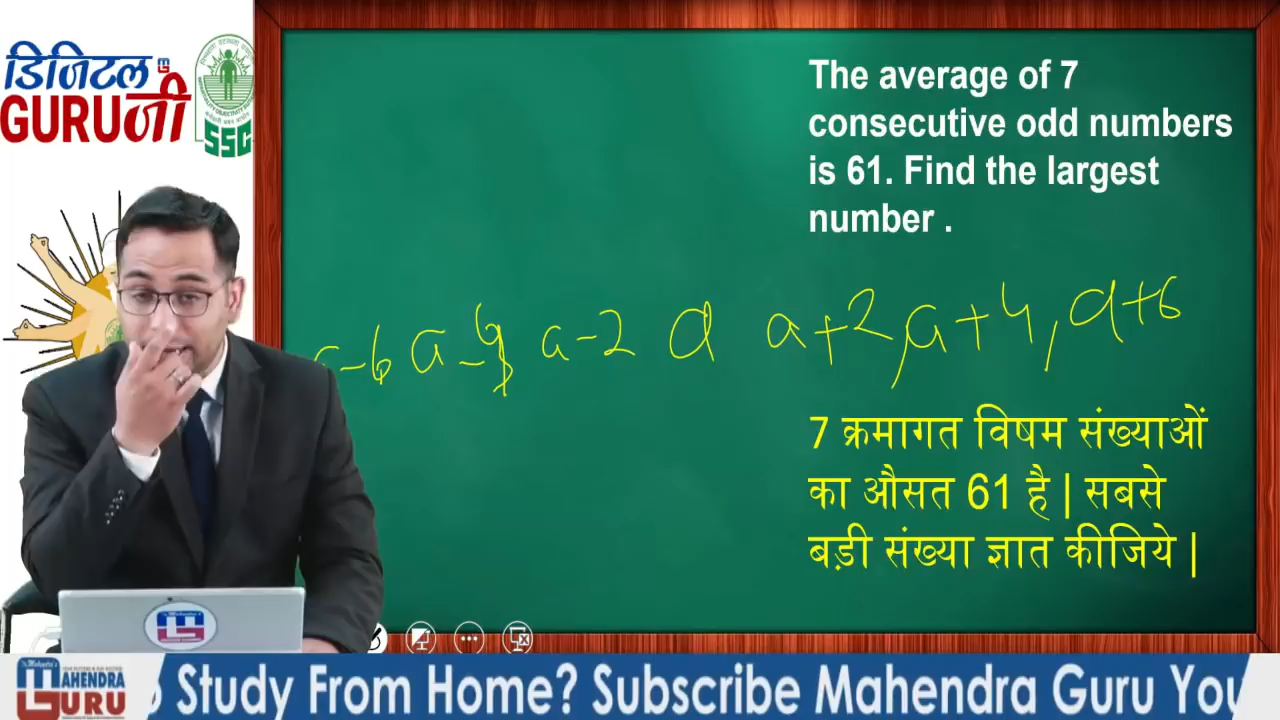 डिजिटल
GURUजी
SSC
The average of 7
consecutive odd numbers
is 61. Find the largest
number .
a-6 a-4 a-2 a a+2, a+4, a+6
7 क्रमागत विषम संख्याओं
का औसत 61 है | सबसे
बड़ी संख्या ज्ञात कीजिये |
MAHENDRA
GURU
Study From Home? Subscribe Mahendra Guru You